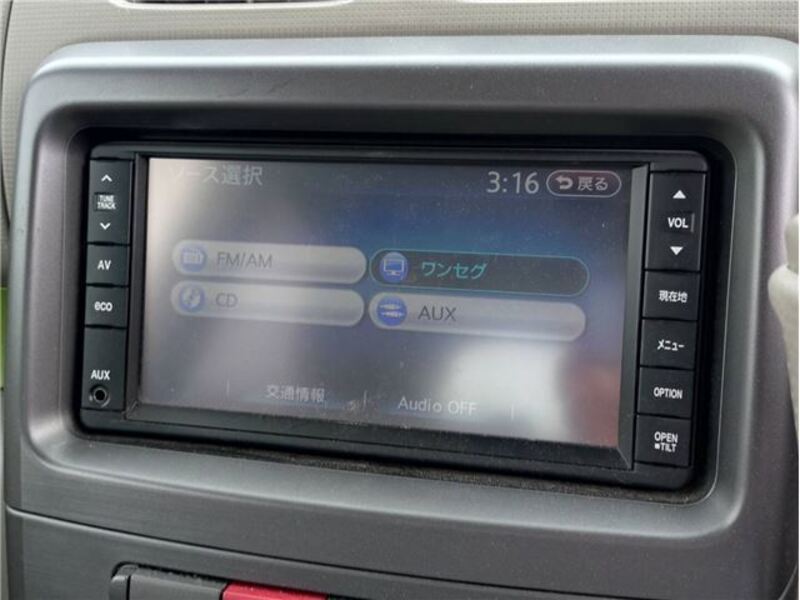 ソース選択 3:16 戻る
FM/AM ワンセグ
CD AUX
交通情報 Audio OFF
TUNE
TRACK
AV
eco
AUX
VOL
現在地
メニュー
OPTION
OPEN
TILT